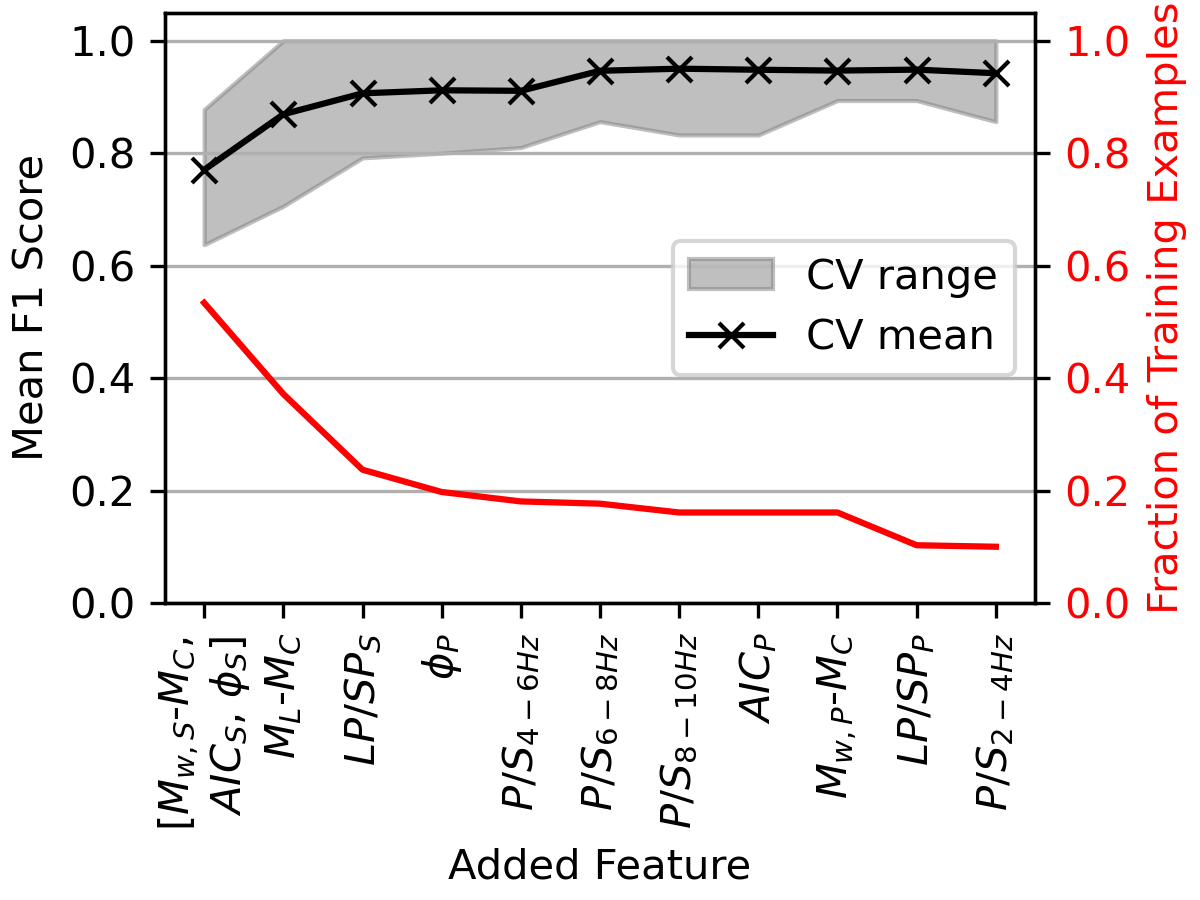 1.0
0.8
0.6
0.4
0.2
0.0
Mean F1 Score
1.0
0.8
0.6
0.4
0.2
0.0
Fraction of Training Examples
CV range
CV mean
[M_{w,S}-M_C,
AIC_S, ϕ_S]
M_L-M_C
LP/SP_S
ϕ_P
P/S_{4−6Hz}
P/S_{6−8Hz}
P/S_{8−10Hz}
AIC_P
M_{w,P}-M_C
LP/SP_P
P/S_{2−4Hz}
Added Feature